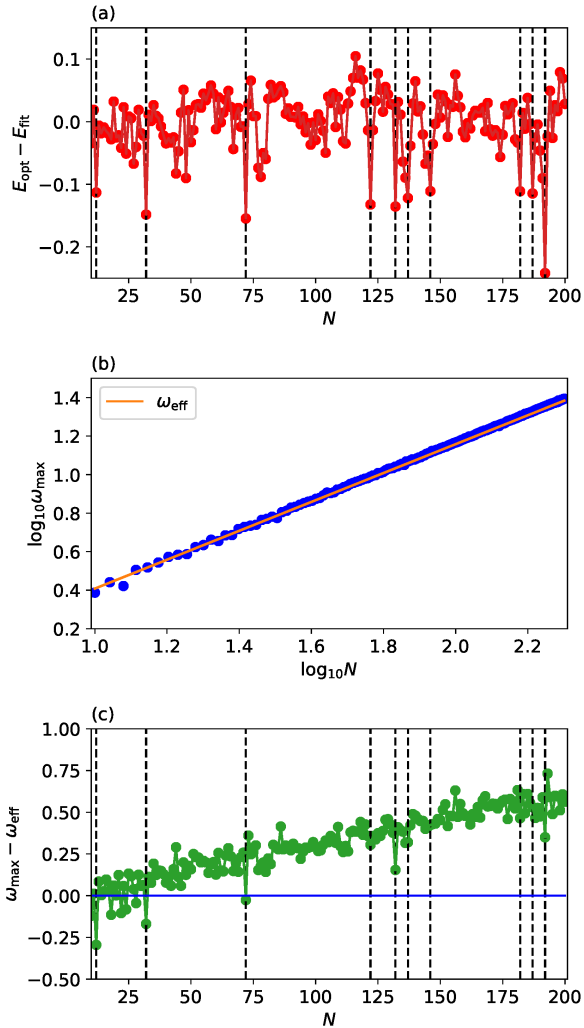 (a)
E_opt − E_fit
0.1
0.0
−0.1
−0.2
25 50 75 100 125 150 175 200
N
(b)
log₁₀ω_max
1.4
1.2
1.0
0.8
0.6
0.4
0.2
ω_eff
1.0 1.2 1.4 1.6 1.8 2.0 2.2
log₁₀N
(c)
ω_max − ω_eff
1.00
0.75
0.50
0.25
0.00
−0.25
−0.50
25 50 75 100 125 150 175 200
N